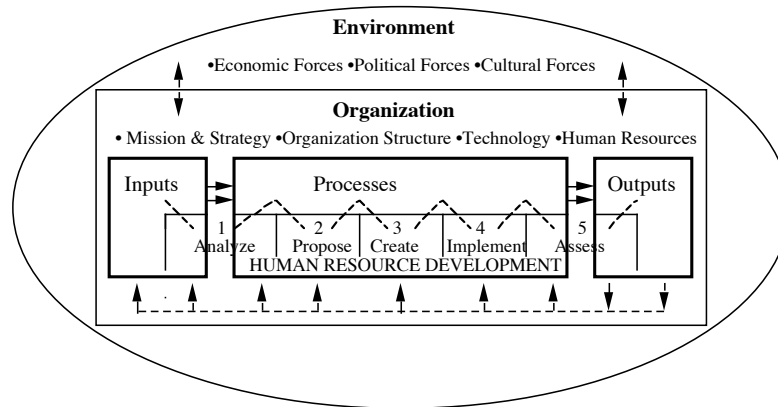 Environment
•Economic Forces •Political Forces •Cultural Forces
Organization
• Mission & Strategy •Organization Structure •Technology •Human Resources
Inputs Processes Outputs
1 2 3 4 5
Analyze Propose Create Implement Assess
HUMAN RESOURCE DEVELOPMENT